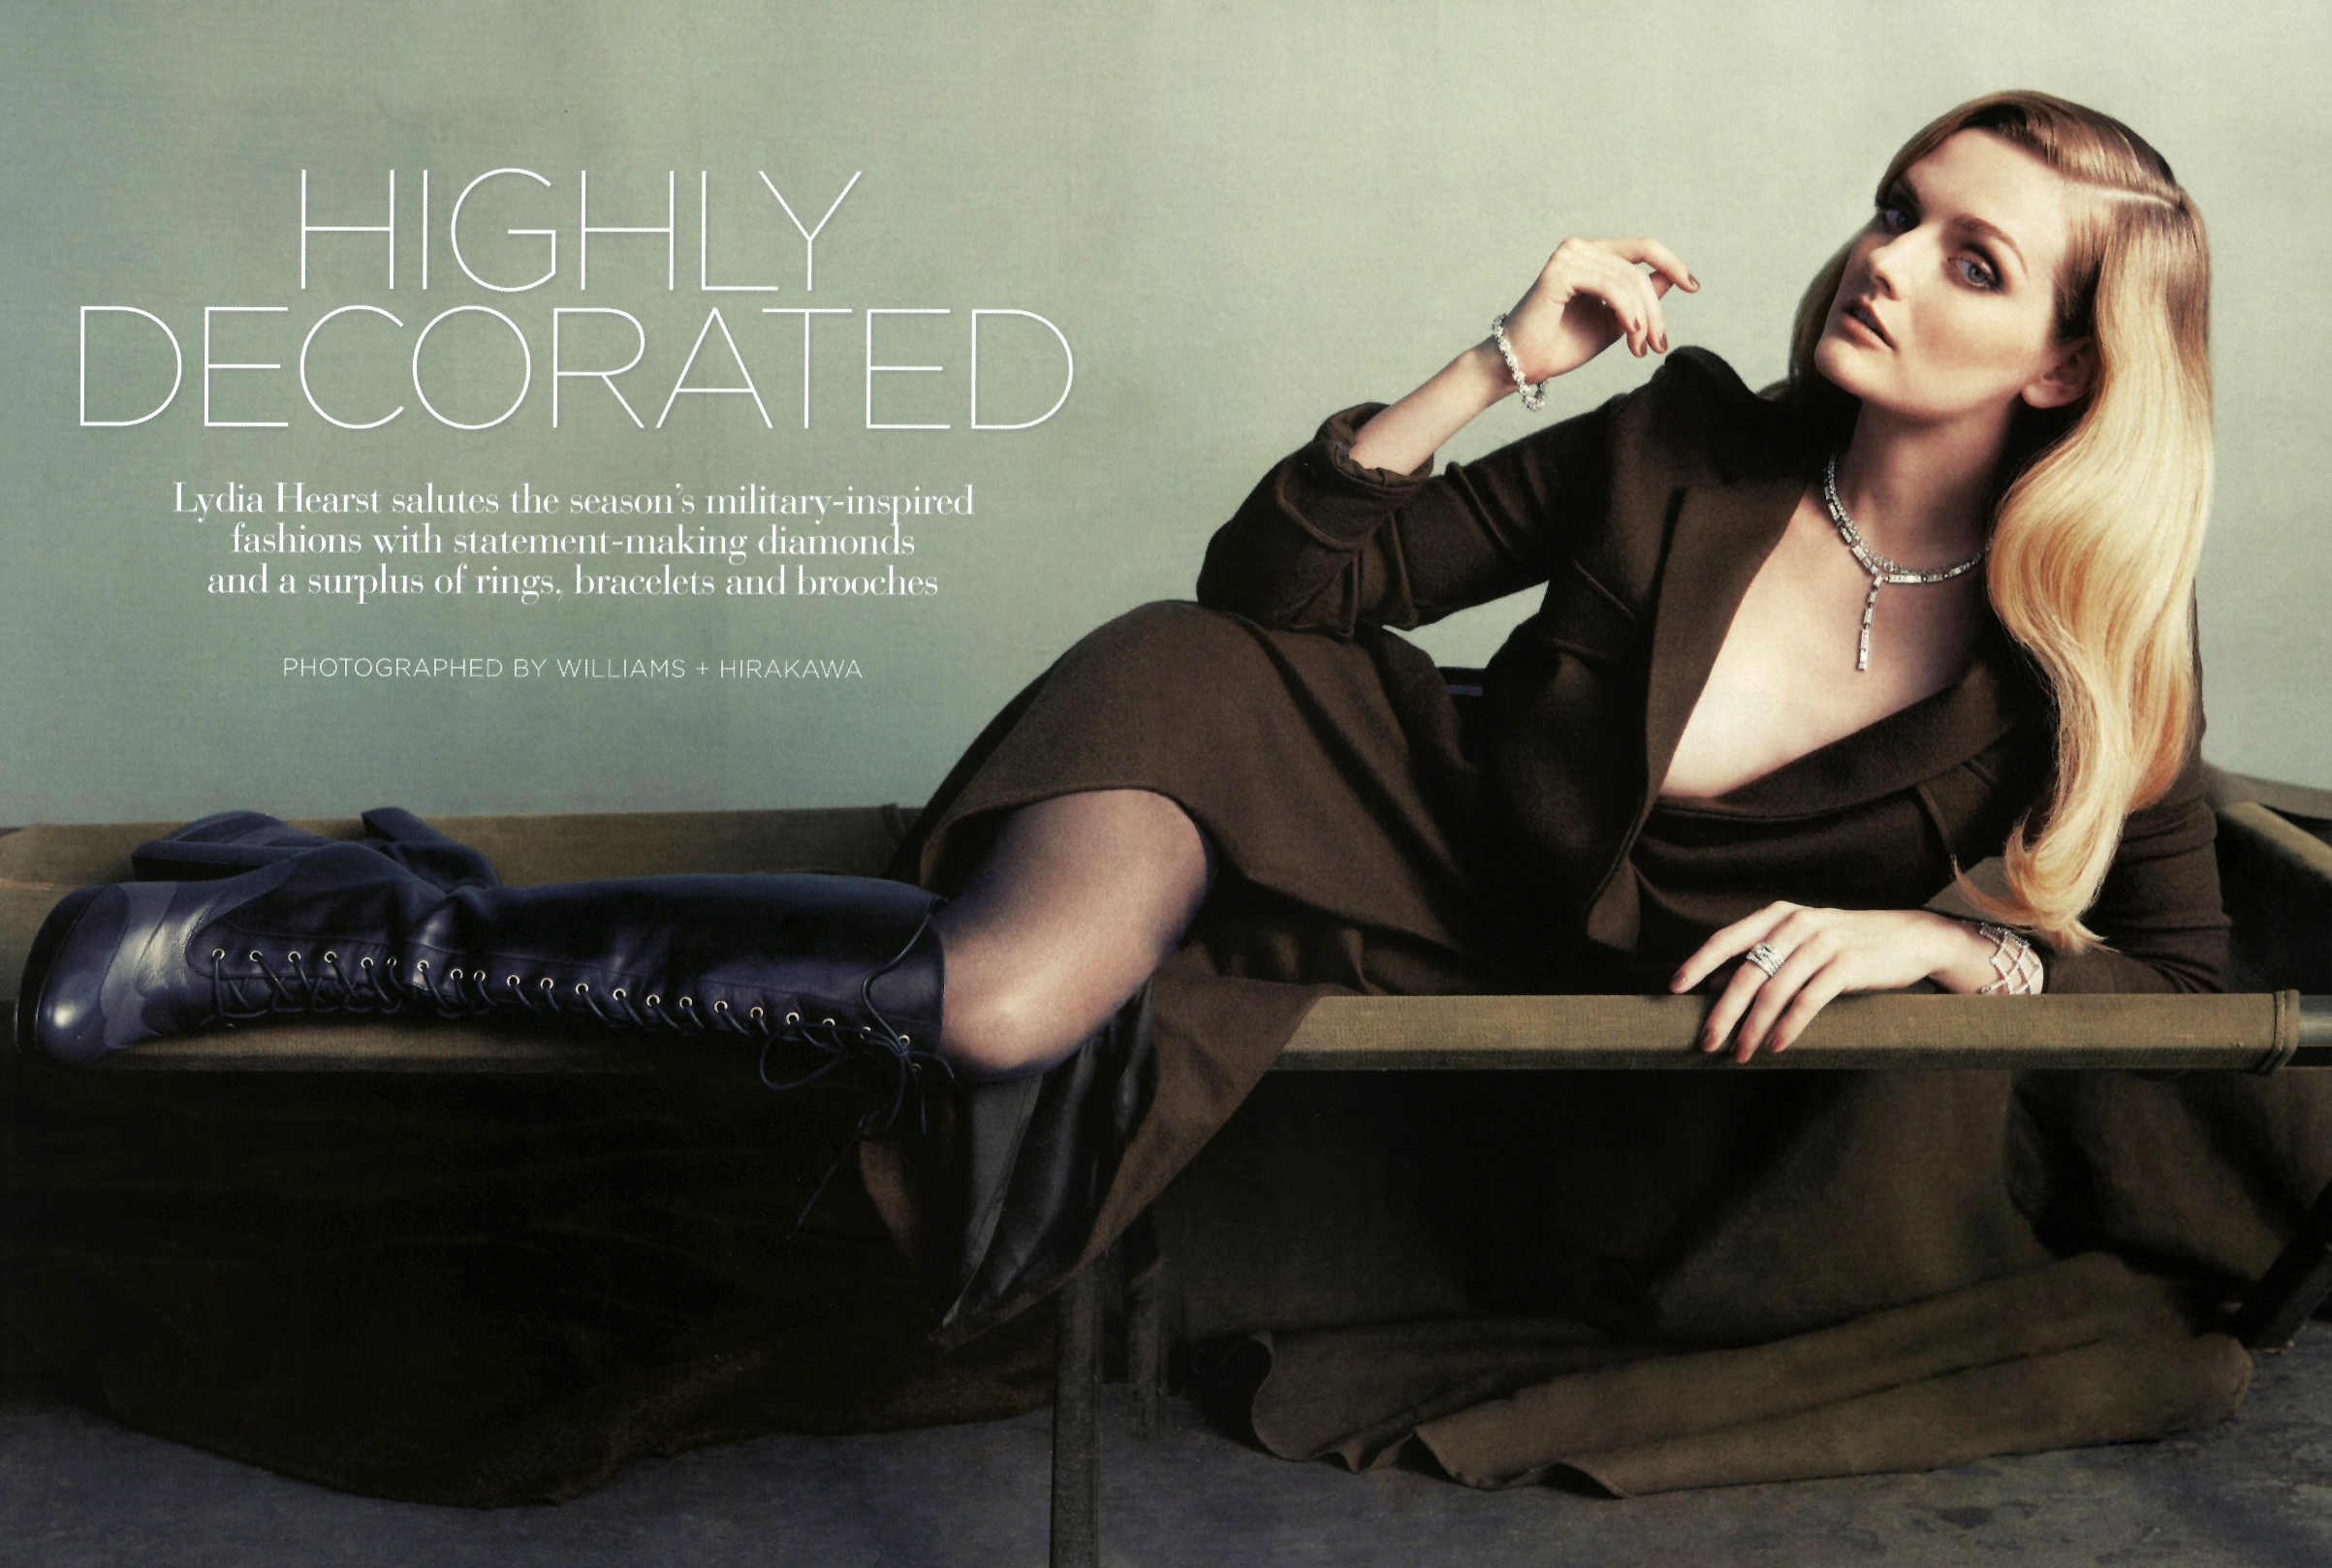 HIGHLY
DECORATED
Lydia Hearst salutes the season's military-inspired
fashions with statement-making diamonds
and a surplus of rings, bracelets and brooches
PHOTOGRAPHED BY WILLIAMS + HIRAKAWA